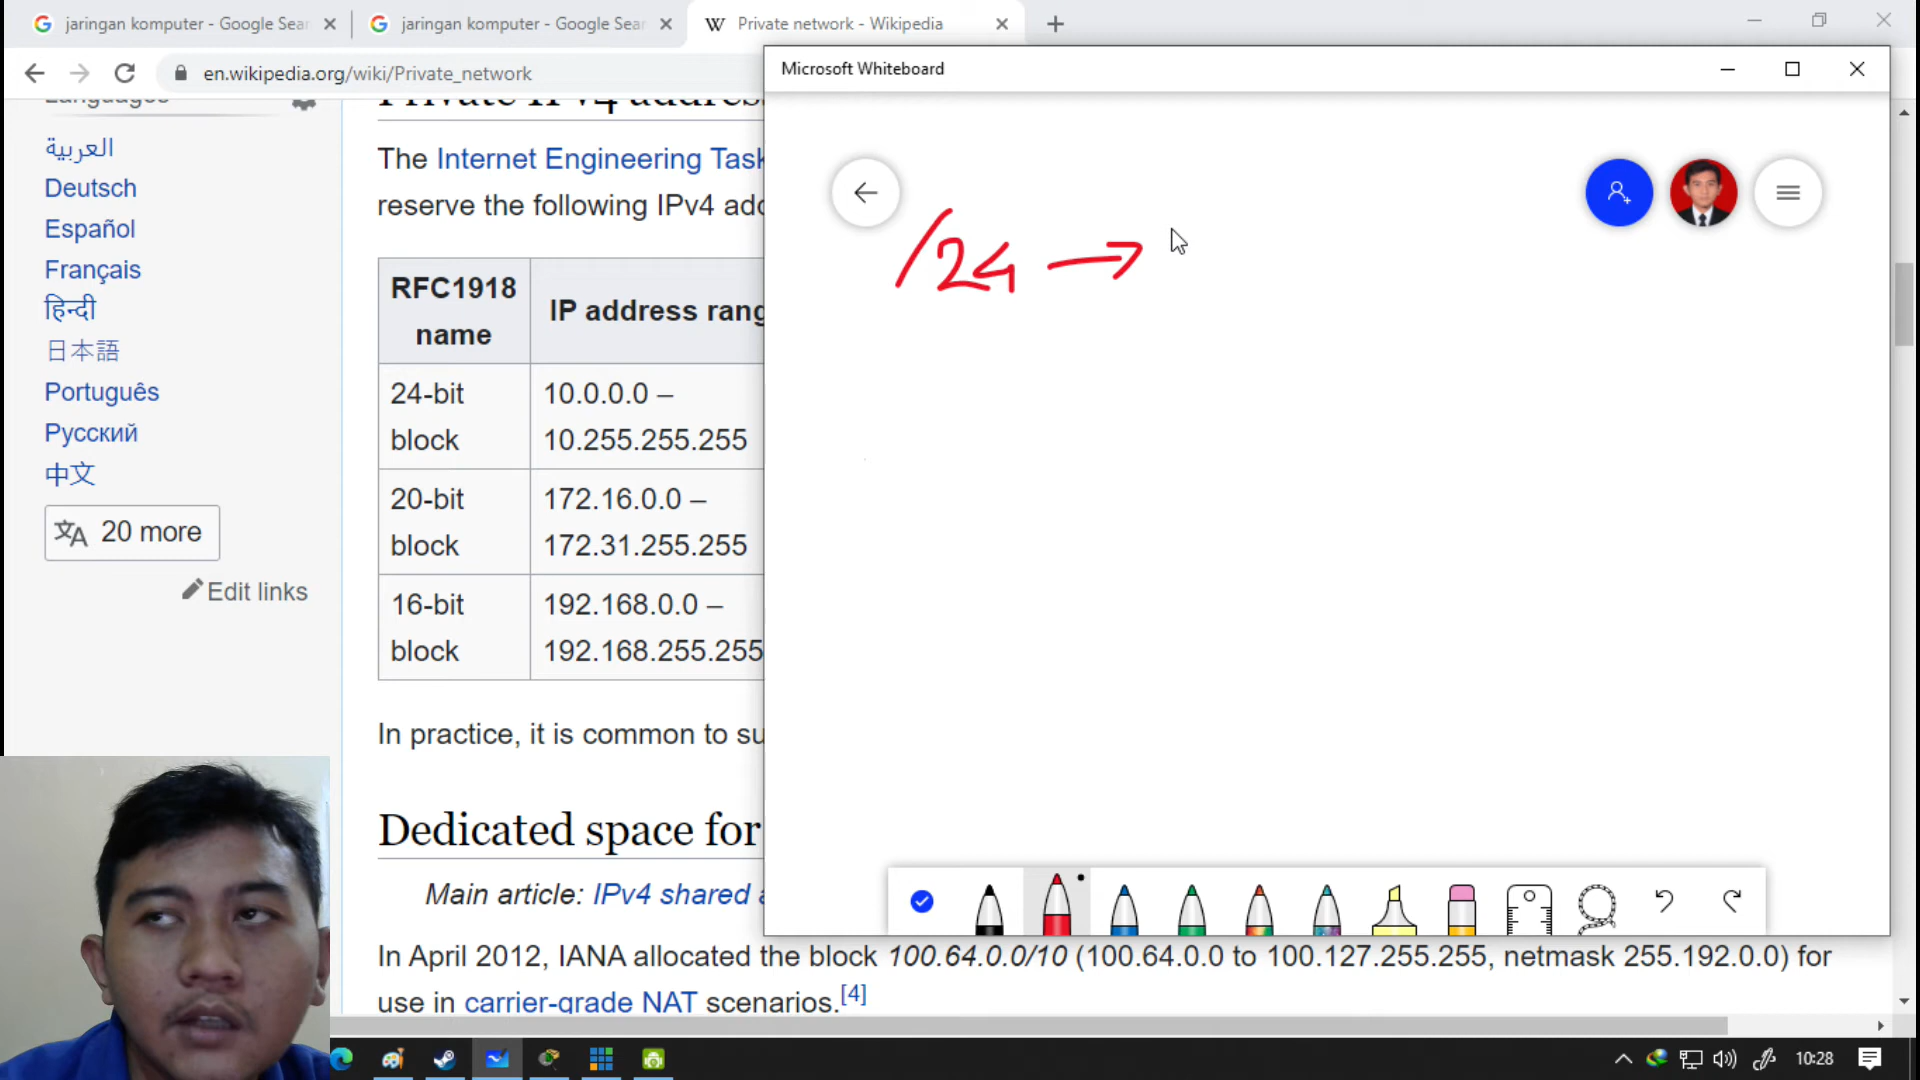 jaringan komputer - Google Sear
jaringan komputer - Google Sear
Private network - Wikipedia
en.wikipedia.org/wiki/Private_network
Microsoft Whiteboard
Languages
العربية
Deutsch
Español
Français
हिन्दी
日本語
Português
Русский
中文
20 more
Edit links
Private IPv4 address
The Internet Engineering Task
reserve the following IPv4 add
RFC1918 name
IP address rang
24-bit block
10.0.0.0 – 10.255.255.255
20-bit block
172.16.0.0 – 172.31.255.255
16-bit block
192.168.0.0 – 192.168.255.255
In practice, it is common to su
Dedicated space for
Main article: IPv4 shared a
In April 2012, IANA allocated the block 100.64.0.0/10 (100.64.0.0 to 100.127.255.255, netmask 255.192.0.0) for
use in carrier-grade NAT scenarios.[4]
/24 →
10:28